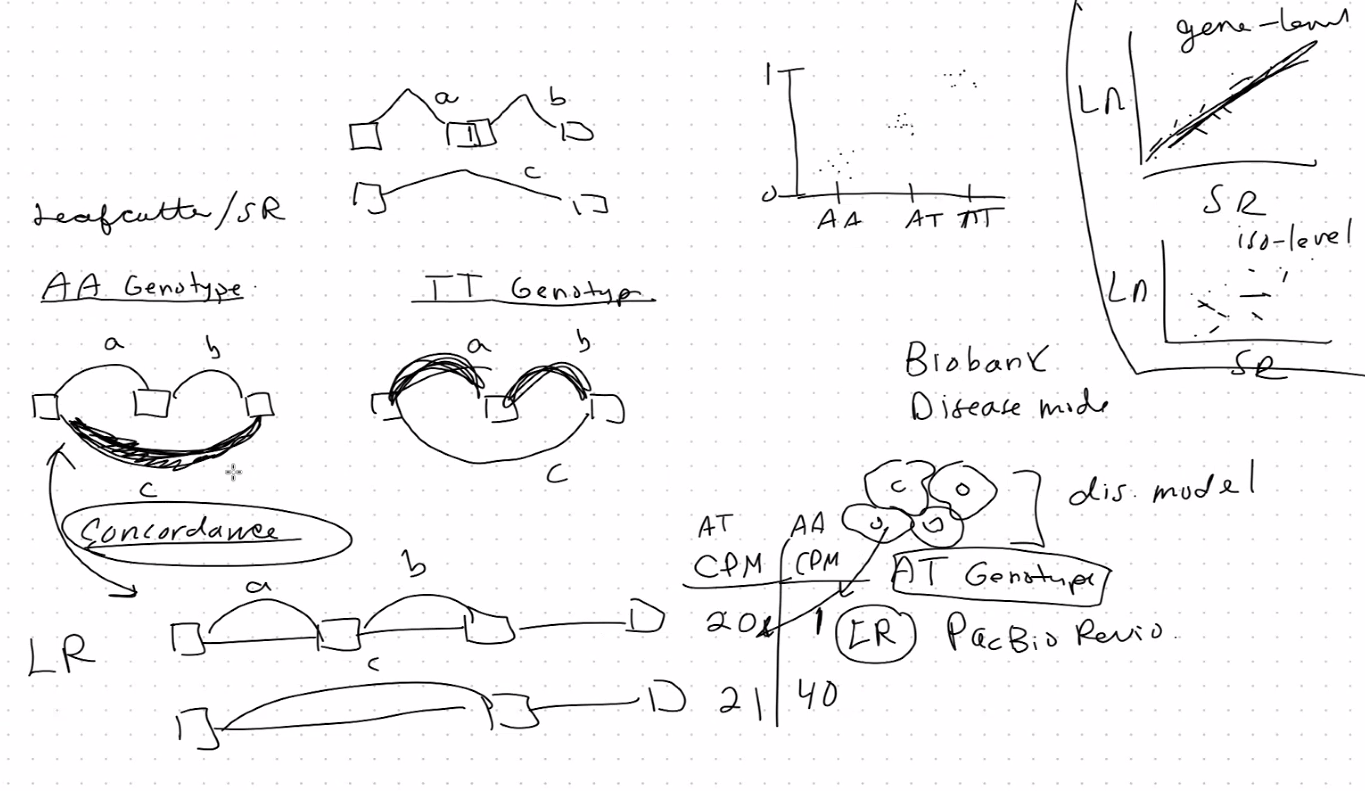 gene-level
LR
SR
iso-level
LR
SR
a b
c
1
0
AA AT TT
Leafcutter/SR
AA Genotype
TT Genotyp
a b
c
a b
c
Concordance
Biobank
Disease mode
dis. model
AT Genotype
LR PacBio Revio
AT AA
CPM CPM
20 1
21 40
LR
a b
c